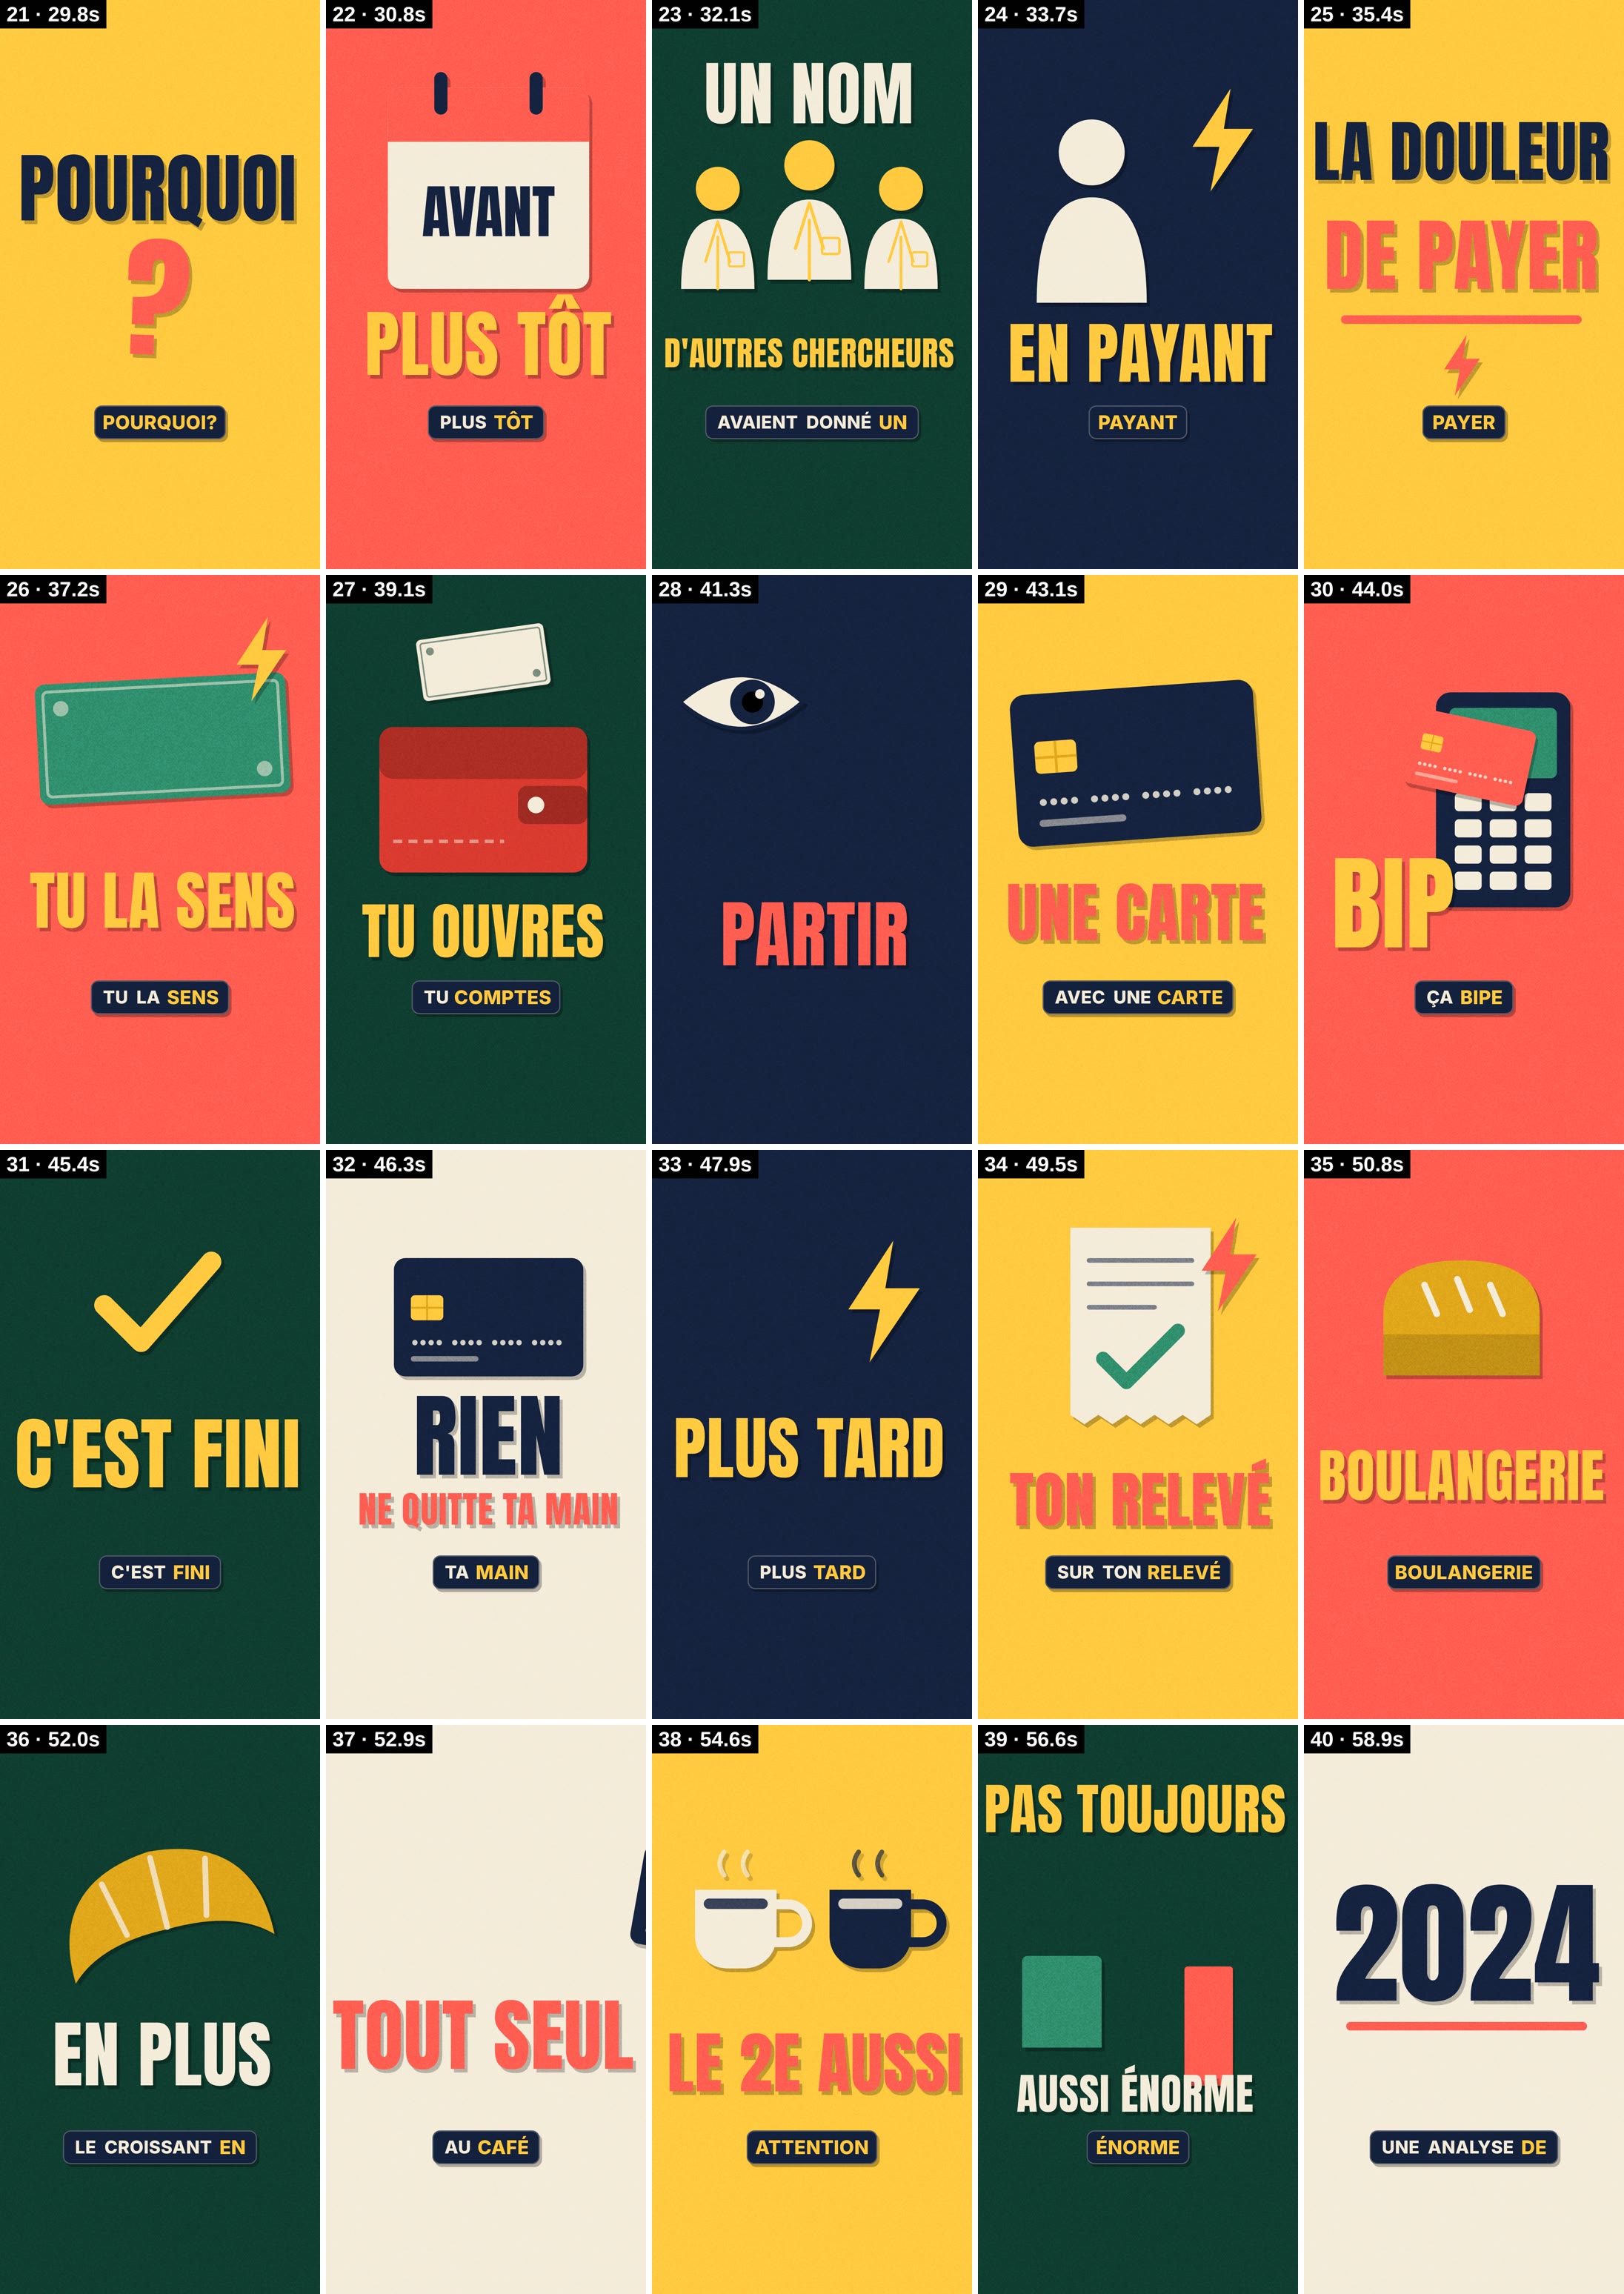 21 · 29.8s
POURQUOI
?
POURQUOI?
22 · 30.8s
AVANT
PLUS TÔT
PLUS TÔT
23 · 32.1s
UN NOM
D'AUTRES CHERCHEURS
AVAIENT DONNÉ UN
24 · 33.7s
EN PAYANT
PAYANT
25 · 35.4s
LA DOULEUR
DE PAYER
PAYER
26 · 37.2s
TU LA SENS
TU LA SENS
27 · 39.1s
TU OUVRES
TU COMPTES
28 · 41.3s
PARTIR
29 · 43.1s
UNE CARTE
AVEC UNE CARTE
30 · 44.0s
BIP
ÇA BIPE
31 · 45.4s
C'EST FINI
C'EST FINI
32 · 46.3s
RIEN
NE QUITTE TA MAIN
TA MAIN
33 · 47.9s
PLUS TARD
PLUS TARD
34 · 49.5s
TON RELEVÉ
SUR TON RELEVÉ
35 · 50.8s
BOULANGERIE
BOULANGERIE
36 · 52.0s
EN PLUS
LE CROISSANT EN
37 · 52.9s
TOUT SEUL
AU CAFÉ
38 · 54.6s
LE 2E AUSSI
ATTENTION
39 · 56.6s
PAS TOUJOURS
AUSSI ÉNORME
ÉNORME
40 · 58.9s
2024
UNE ANALYSE DE